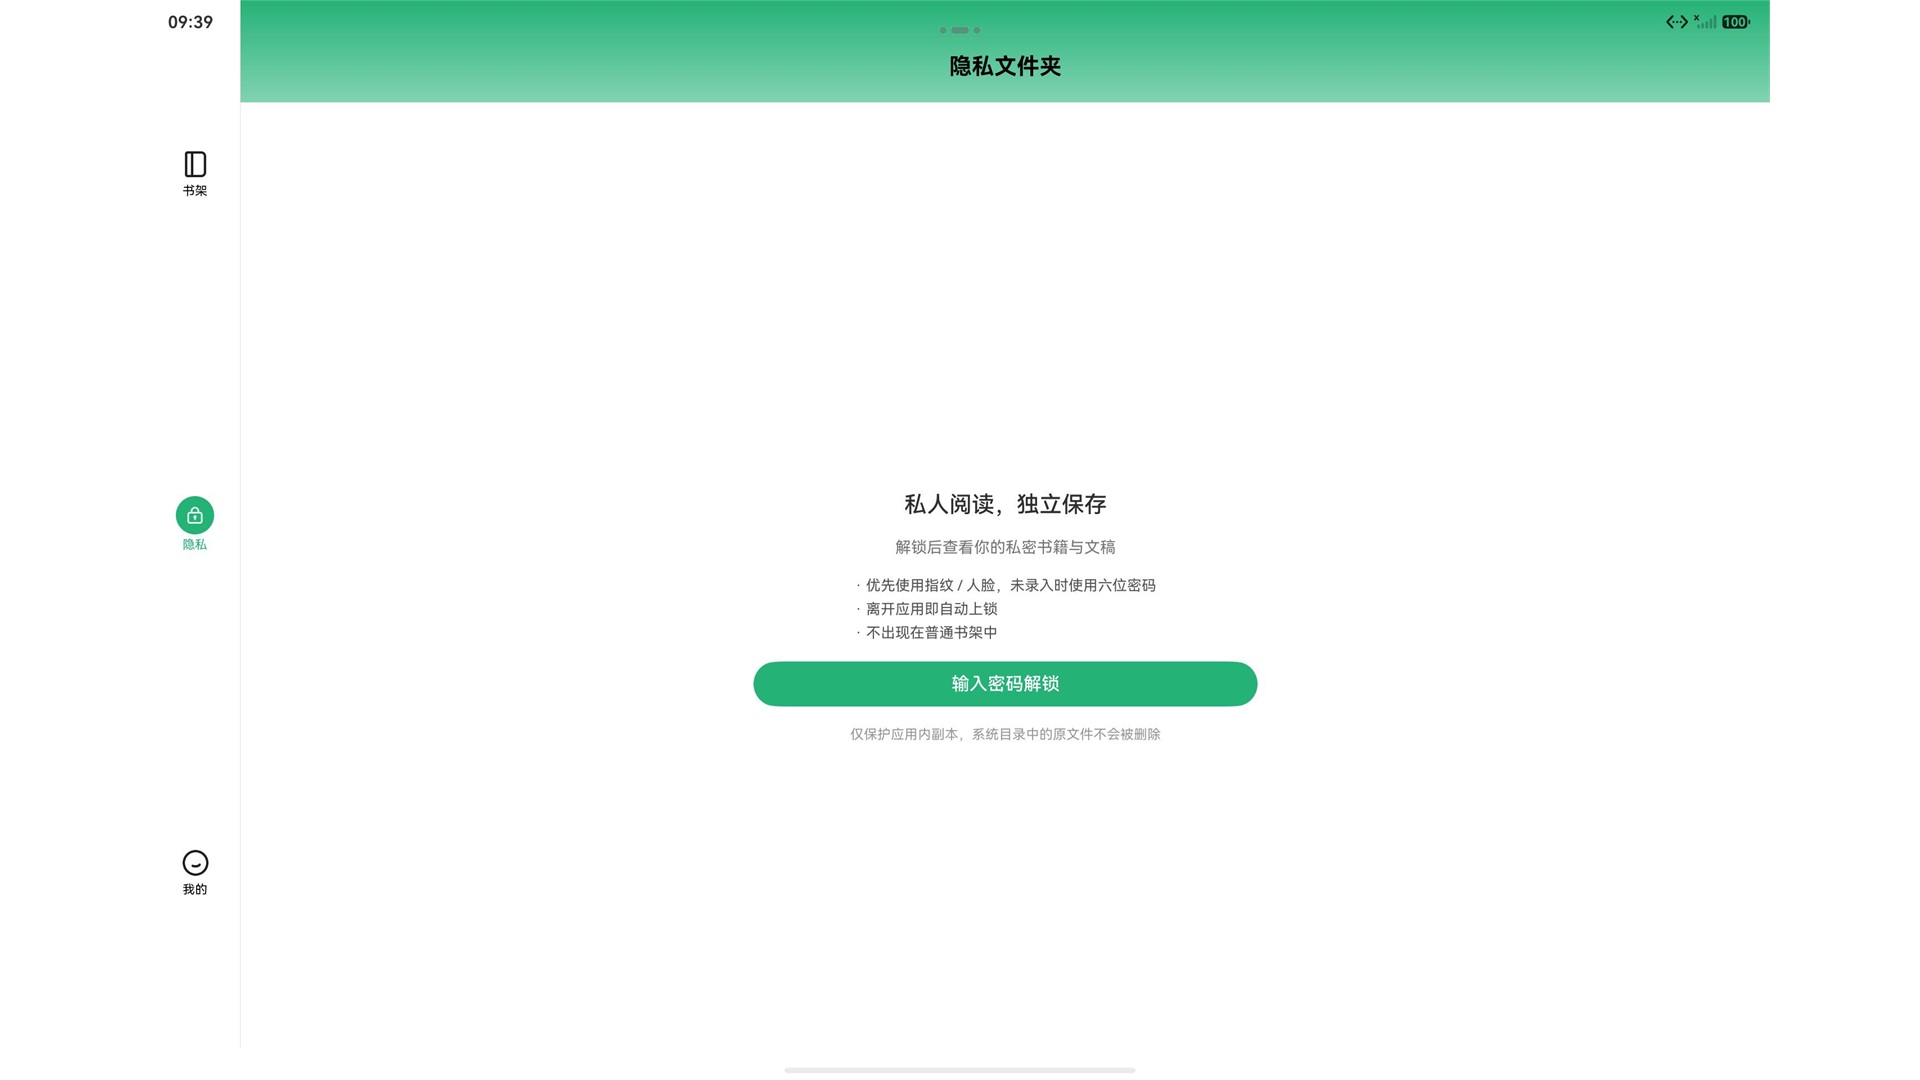 09:39
100
隐私文件夹
书架
隐私
我的
私人阅读，独立保存
解锁后查看你的私密书籍与文稿
· 优先使用指纹 / 人脸，未录入时使用六位密码
· 离开应用即自动上锁
· 不出现在普通书架中
输入密码解锁
仅保护应用内副本，系统目录中的原文件不会被删除